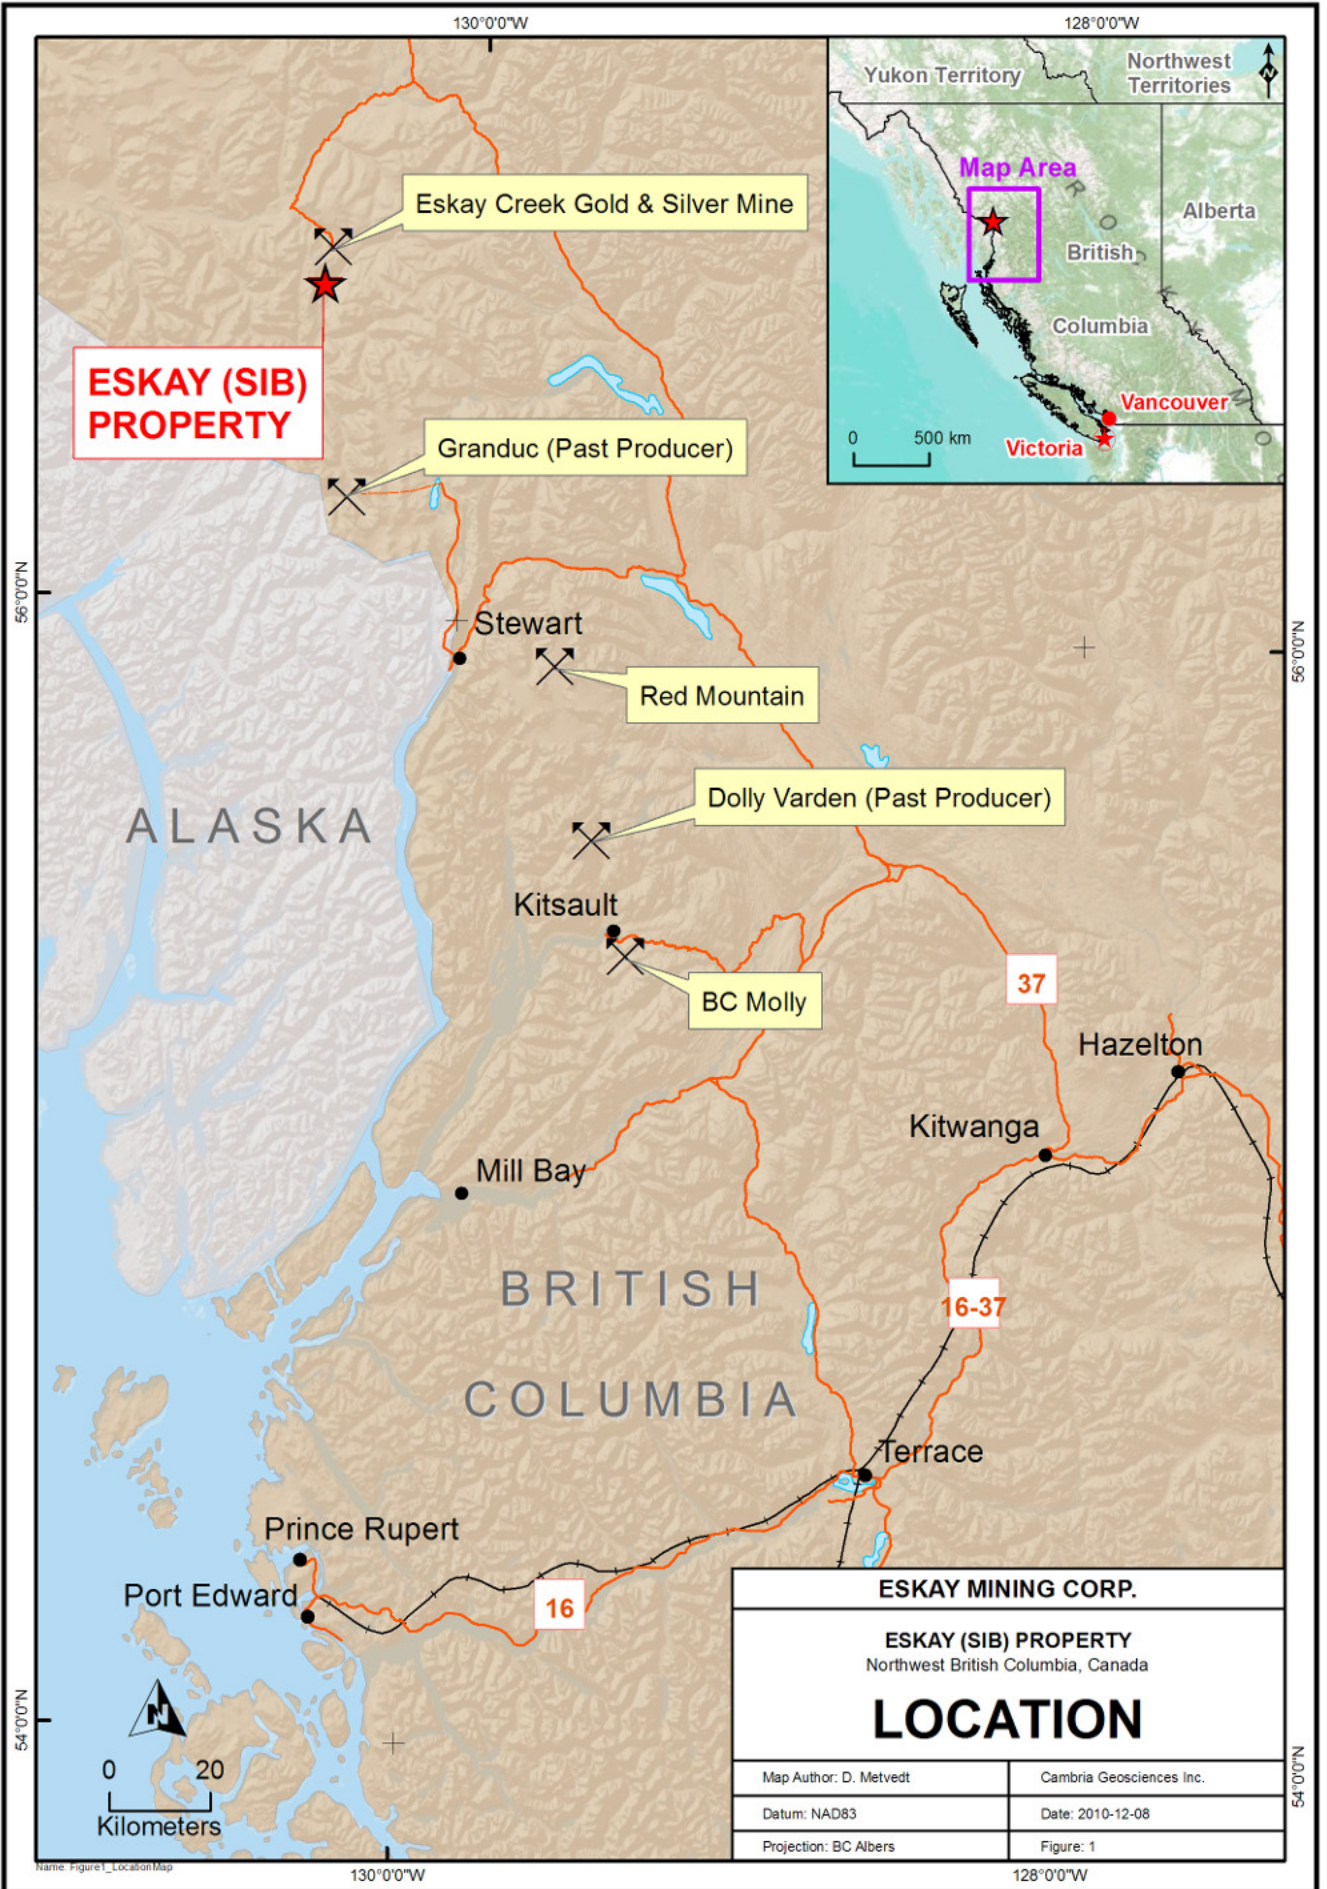 130°0'0"W
128°0'0"W
Yukon Territory
Northwest
Territories
N
Map Area
R
O
C
K
Y
M
O
Alberta
British
Columbia
Vancouver
Victoria
0
500 km
Eskay Creek Gold & Silver Mine
ESKAY (SIB)
PROPERTY
Granduc (Past Producer)
56°0'0"N
56°0'0"N
Stewart
Red Mountain
ALASKA
Dolly Varden (Past Producer)
Kitsault
BC Molly
37
Hazelton
Kitwanga
Mill Bay
BRITISH
COLUMBIA
16-37
Terrace
Prince Rupert
Port Edward
16
54°0'0"N
54°0'0"N
N
0
20
Kilometers
ESKAY MINING CORP.
ESKAY (SIB) PROPERTY
Northwest British Columbia, Canada
LOCATION
Map Author: D. Metvedt
Cambria Geosciences Inc.
Datum: NAD83
Date: 2010-12-08
Projection: BC Albers
Figure: 1
Name: Figure1_LocationMap
130°0'0"W
128°0'0"W